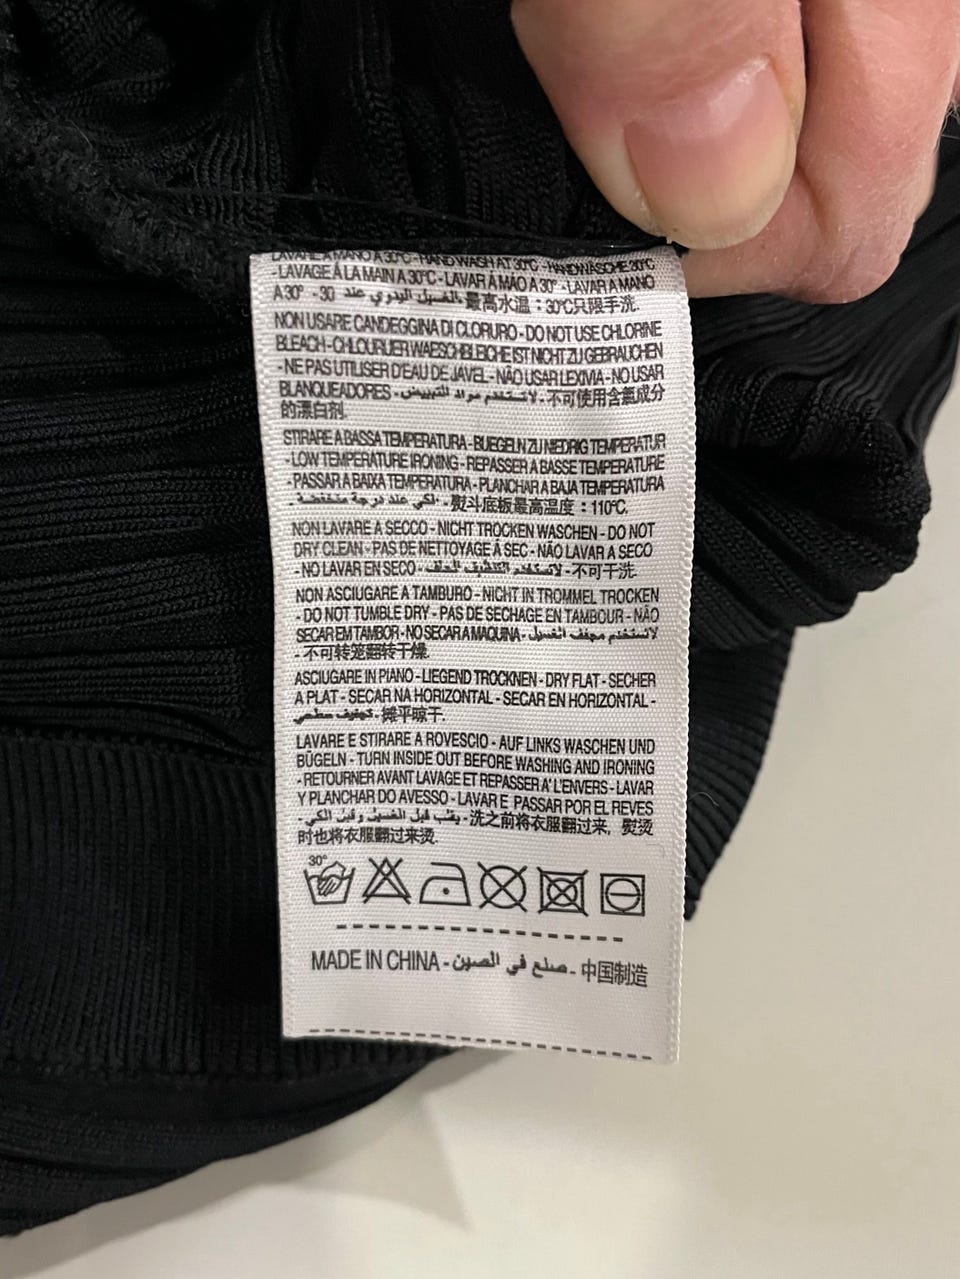 LAVARE A MANO A 30°C - HAND WASH AT 30°C - HANDWÄSCHE 30°C
- LAVAGE À LA MAIN A 30°C - LAVAR À MÁO A 30° - LAVAR A MANO
A 30° - 30 الغسيل اليدوي عند - 最高水温：30°C只限手洗.
NON USARE CANDEGGINA DI CLORURO - DO NOT USE CHLORINE
BLEACH - CHLOURUER WAESCHBLEICHE IST NICHT ZU GEBRAUCHEN
- NE PAS UTILISER D'EAU DE JAVEL - NÃO USAR LEXIVIA - NO USAR
BLANQUEADORES - لا تستخدم مواد التبييض - 不可使用含氯成分
的漂白剂.
STIRARE A BASSA TEMPERATURA - BUEGELN ZU NIEDRIG TEMPERATUR
- LOW TEMPERATURE IRONING - REPASSER A BASSE TEMPERATURE
- PASSAR A BAIXA TEMPERATURA - PLANCHAR A BAJA TEMPERATURA
- اكي عند درجة منخفضة - 熨斗底板最高温度：110°C.
NON LAVARE A SECCO - NICHT TROCKEN WASCHEN - DO NOT
DRY CLEAN - PAS DE NETTOYAGE À SEC - NÃO LAVAR A SECO
- NO LAVAR EN SECO - لاتستخدم التنظيف الجاف - 不可干洗.
NON ASCIUGARE A TAMBURO - NICHT IN TROMMEL TROCKEN
- DO NOT TUMBLE DRY - PAS DE SECHAGE EN TAMBOUR - NÃO
SECAR EM TAMBOR - NO SECAR A MAQUINA - لاتستخدم مجفف الغسيل
- 不可转笼翻转干燥.
ASCIUGARE IN PIANO - LIEGEND TROCKNEN - DRY FLAT - SECHER
A PLAT - SECAR NA HORIZONTAL - SECAR EN HORIZONTAL -
تجفيف سطحي - 摊平晾干.
LAVARE E STIRARE A ROVESCIO - AUF LINKS WASCHEN UND
BÜGELN - TURN INSIDE OUT BEFORE WASHING AND IRONING
- RETOURNER AVANT LAVAGE ET REPASSER A' L'ENVERS - LAVAR
Y PLANCHAR DO AVESSO - LAVAR E PASSAR POR EL REVES
- يقلب قبل الغسيل وقبل الكي - 洗之前将衣服翻过来, 熨烫
时也将衣服翻过来烫.
30°
MADE IN CHINA - صنع في الصين - 中国制造